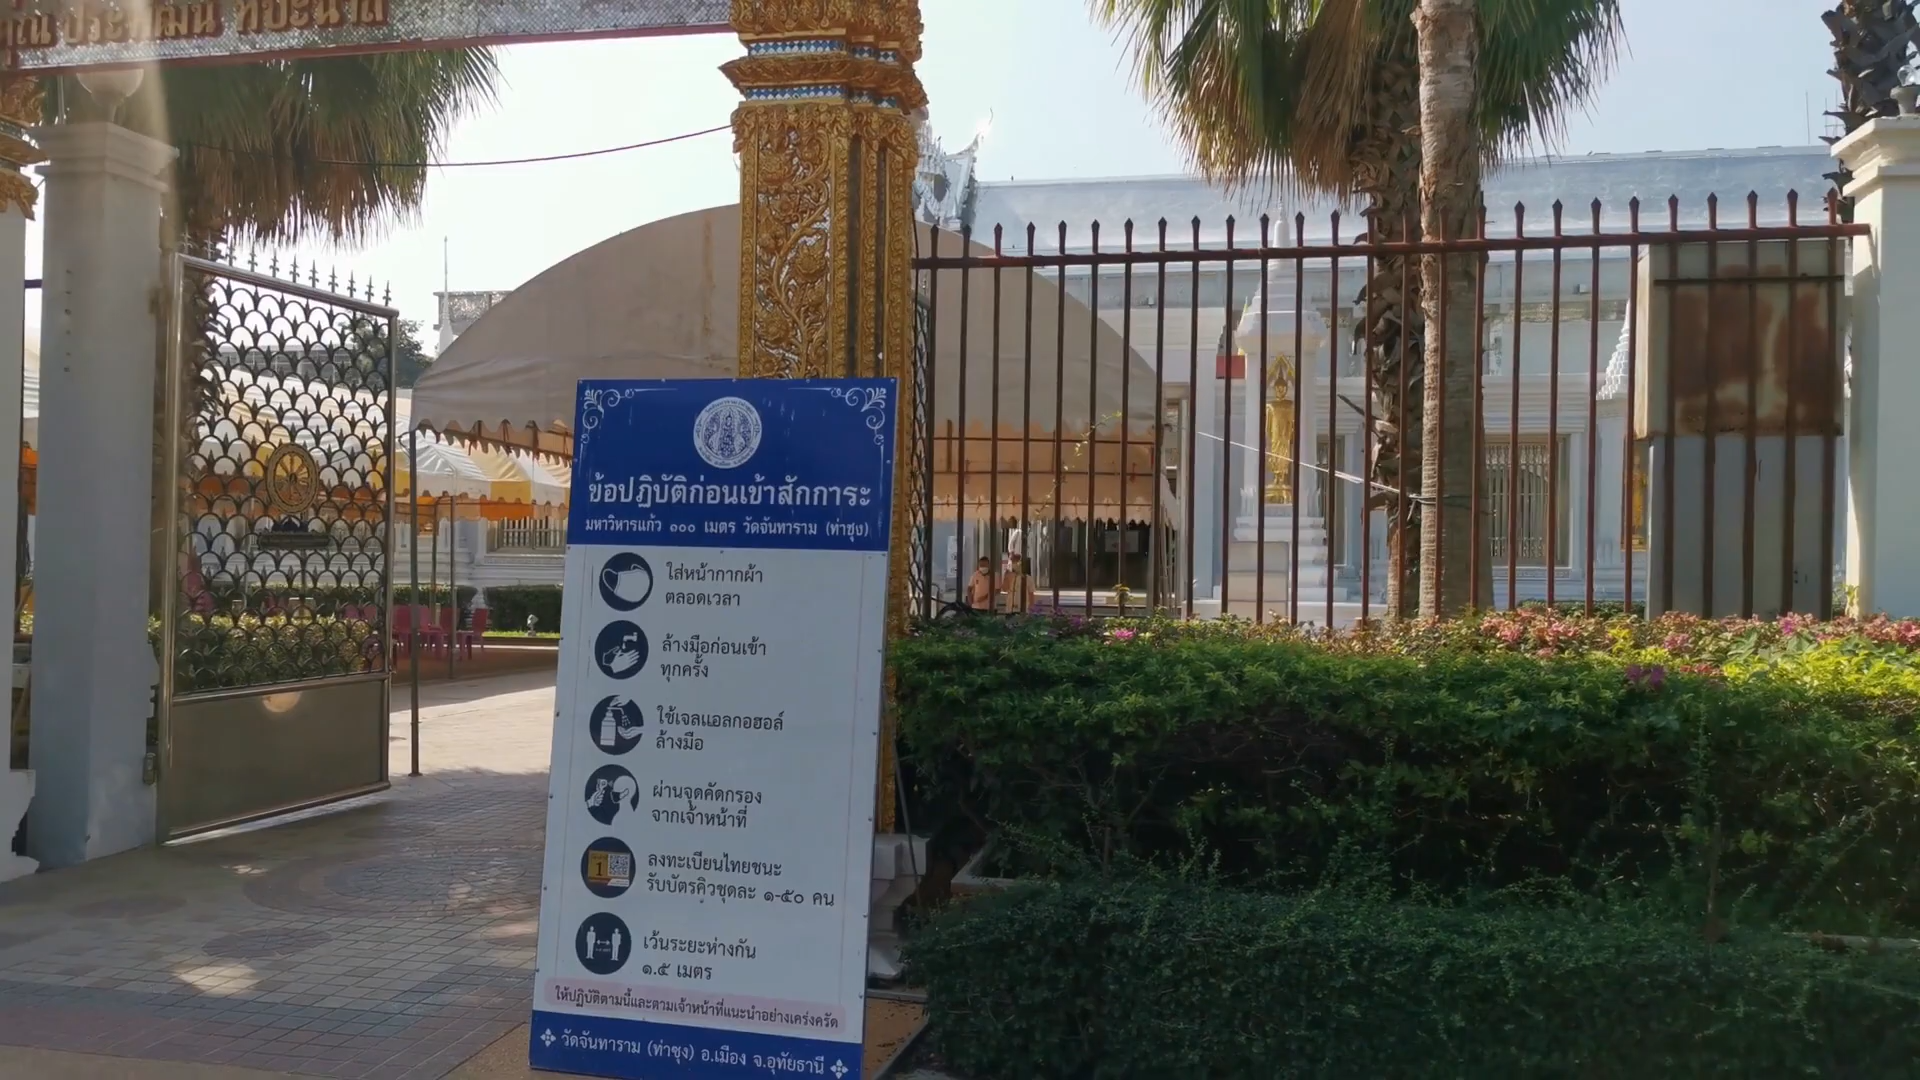 ข้อปฏิบัติก่อนเข้าสักการะ
มหาวิหารแก้ว ๑๐๐ เมตร วัดจันทาราม (ท่าซุง)
ใส่หน้ากากผ้า
ตลอดเวลา
ล้างมือก่อนเข้า
ทุกครั้ง
ใช้เจลแอลกอฮอล์
ล้างมือ
ผ่านจุดคัดกรอง
จากเจ้าหน้าที่
1
ลงทะเบียนไทยชนะ
รับบัตรคิวชุดละ ๑-๕๐ คน
เว้นระยะห่างกัน
๑.๕ เมตร
ให้ปฏิบัติตามนี้และตามเจ้าหน้าที่แนะนำอย่างเคร่งครัด
วัดจันทาราม (ท่าซุง) อ.เมือง จ.อุทัยธานี